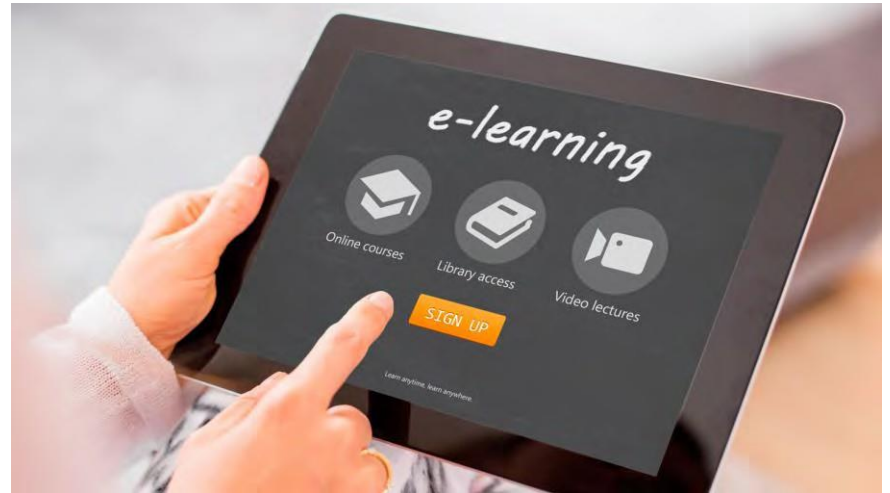 e-learning
Online courses
Library access
Video lectures
SIGN UP
Learn anytime, learn anywhere.